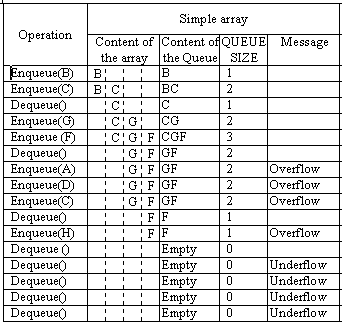 Operation Simple array
Content of the array Content of the Queue QUEUE SIZE Message
Enqueue(B) B B 1
Enqueue(C) B C BC 2
Dequeue() C C 1
Enqueue(G) C G CG 2
Enqueue (F) C G F CGF 3
Dequeue() G F GF 2
Enqueue(A) G F GF 2 Overflow
Enqueue(D) G F GF 2 Overflow
Enqueue(C) G F GF 2 Overflow
Dequeue() F F 1
Enqueue(H) F F 1 Overflow
Dequeue () Empty 0
Dequeue() Empty 0 Underflow
Dequeue() Empty 0 Underflow
Dequeue() Empty 0 Underflow
Dequeue() Empty 0 Underflow